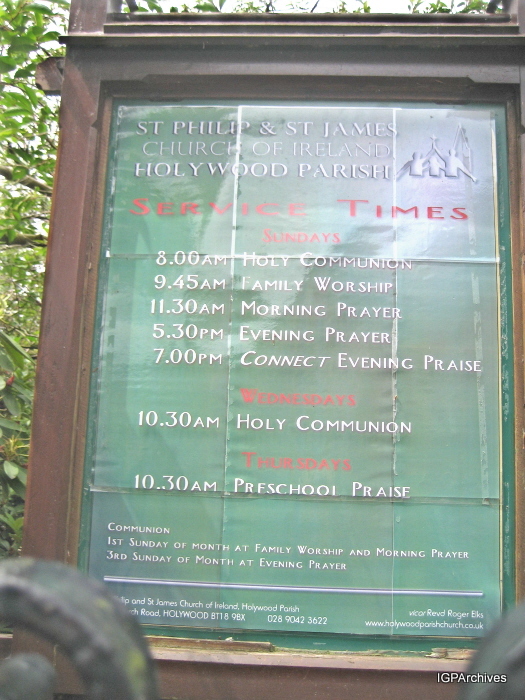 ST PHILIP & ST JAMES
CHURCH OF IRELAND
HOLYWOOD PARISH
SERVICE TIMES
SUNDAYS
8.00AM HOLY COMMUNION
9.45AM FAMILY WORSHIP
11.30AM MORNING PRAYER
5.30PM EVENING PRAYER
7.00PM CONNECT EVENING PRAISE
WEDNESDAYS
10.30AM HOLY COMMUNION
THURSDAYS
10.30AM PRESCHOOL PRAISE
COMMUNION
1ST SUNDAY OF MONTH AT FAMILY WORSHIP AND MORNING PRAYER
3RD SUNDAY OF MONTH AT EVENING PRAYER
and St James Church of Ireland, Holywood Parish vicar Revd Roger Elks
Road, HOLYWOOD BT18 9BX 028 9042 3622 www.holywoodparishchurch.co.uk
IGPArchives